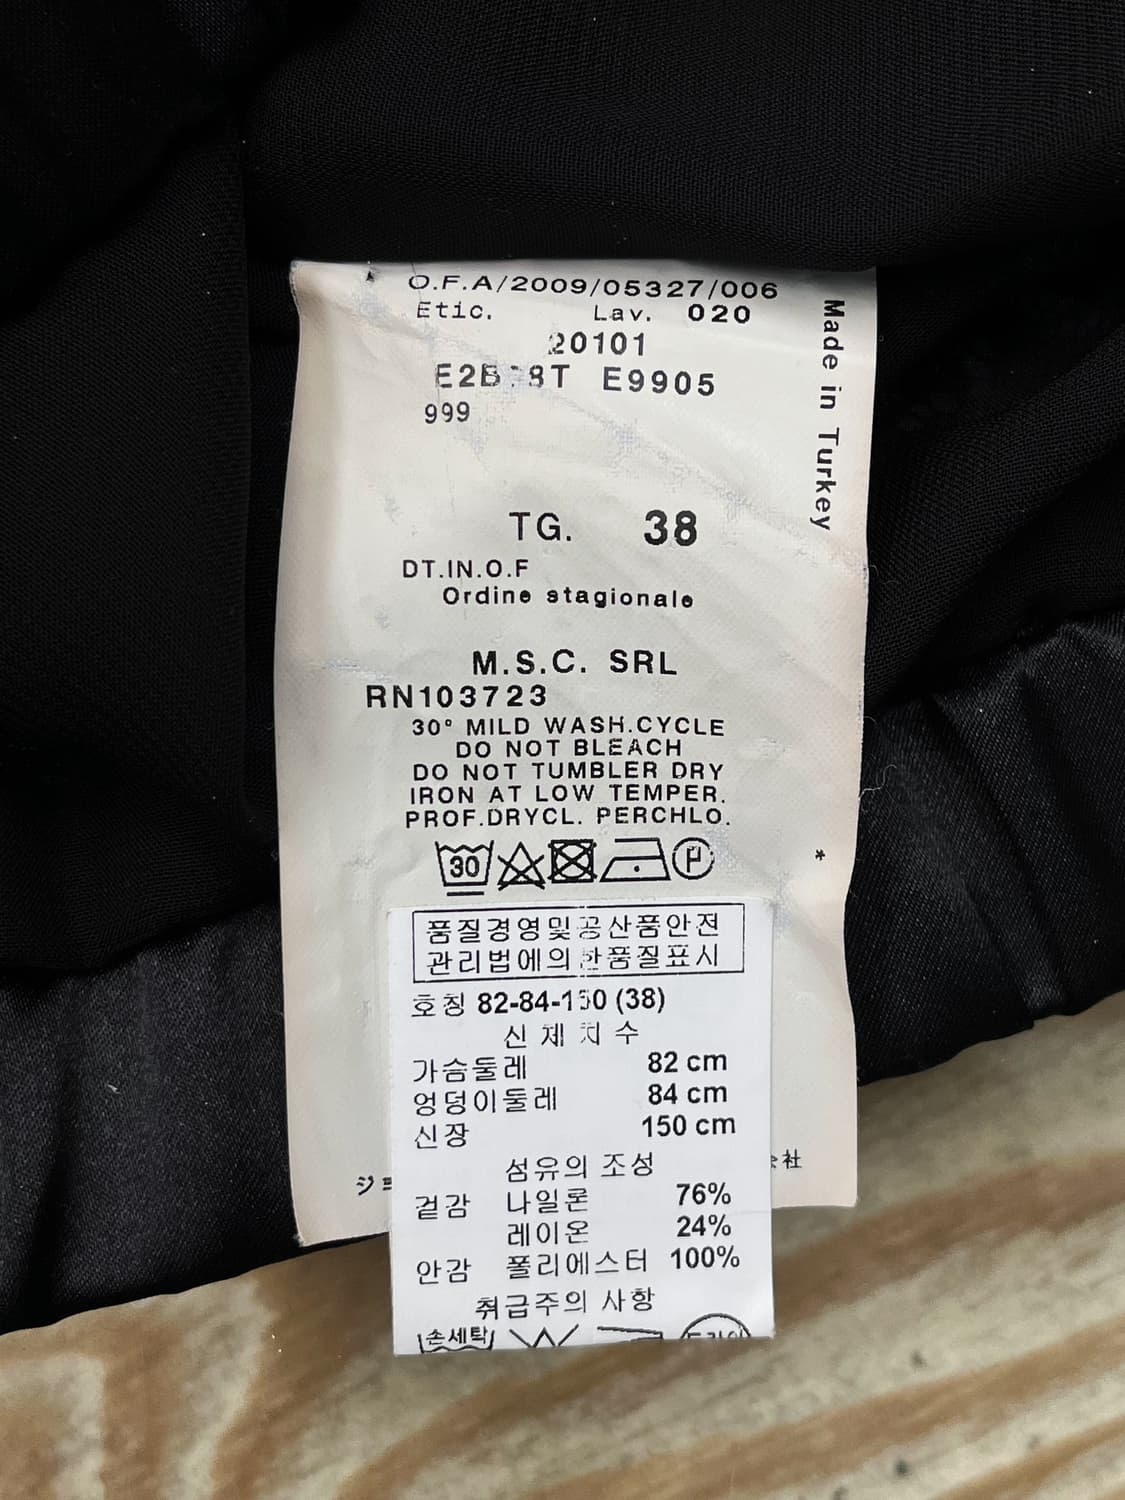 O.F.A/2009/05327/006
Etic. Lav. 020
20101
E9905
999
Made in Turkey
TG. 38
DT.IN.O.F
Ordine stagionale
M.S.C. SRL
RN103723
30° MILD WASH.CYCLE
DO NOT BLEACH
DO NOT TUMBLER DRY
IRON AT LOW TEMPER.
PROF.DRYCL. PERCHLO.
30 P
*
품질경영및공산품안전
관리법에의한품질표시
호칭 82-84-150 (38)
신체치수
가슴둘레 82 cm
엉덩이둘레 84 cm
신장 150 cm
섬유의 조성
겉감 나일론 76%
레이온 24%
안감 폴리에스터 100%
취급주의 사항
손세탁